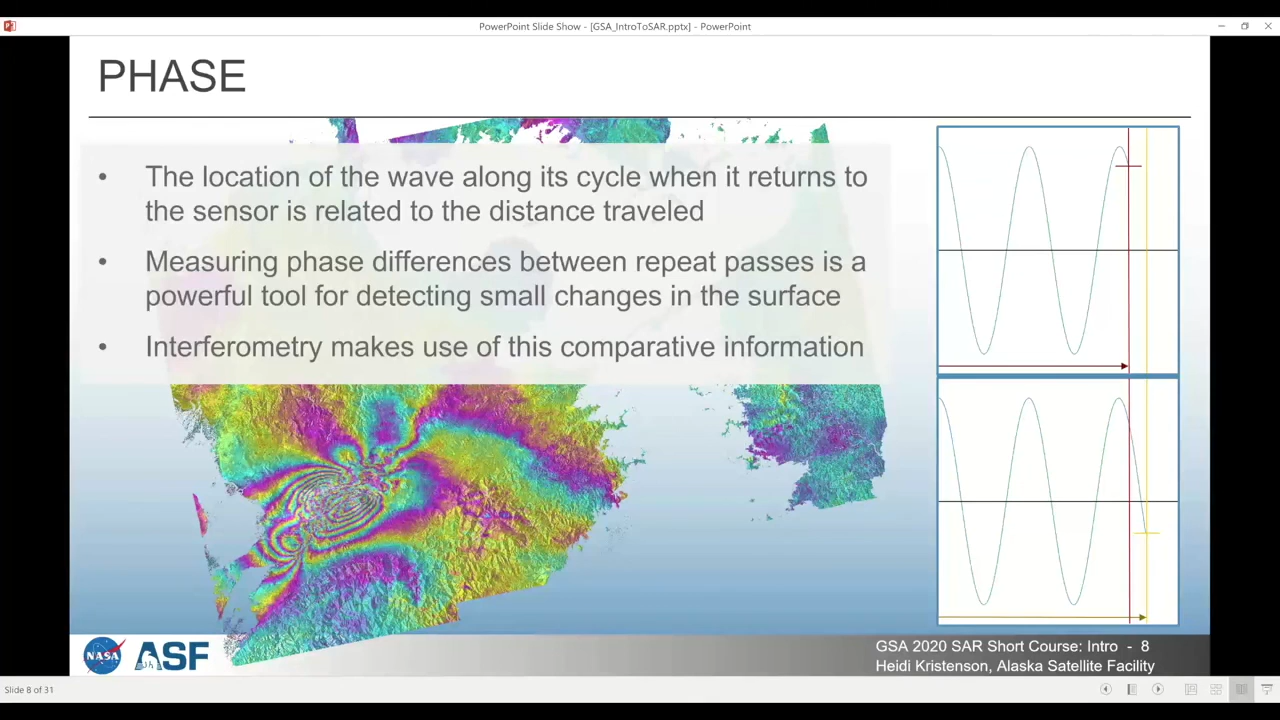 PowerPoint Slide Show - [GSA_IntroToSAR.pptx] - PowerPoint
PHASE
• The location of the wave along its cycle when it returns to
the sensor is related to the distance traveled
• Measuring phase differences between repeat passes is a
powerful tool for detecting small changes in the surface
• Interferometry makes use of this comparative information
NASA
ASF
GSA 2020 SAR Short Course: Intro - 8
Heidi Kristenson, Alaska Satellite Facility
Slide 8 of 31